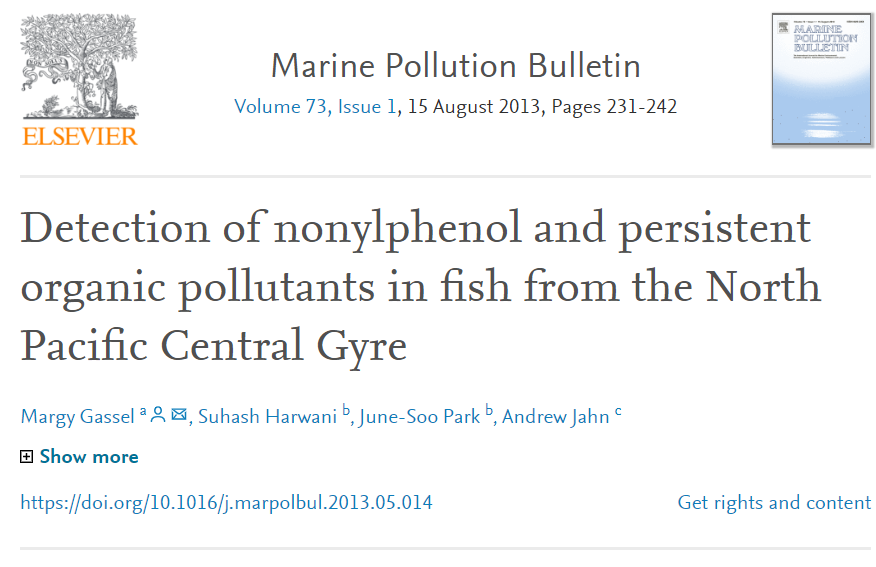 ELSEVIER
Marine Pollution Bulletin
Volume 73, Issue 1, 15 August 2013, Pages 231-242
MARINE
POLLUTION
BULLETIN
Detection of nonylphenol and persistent
organic pollutants in fish from the North
Pacific Central Gyre
Margy Gassel a, Suhash Harwani b, June-Soo Park b, Andrew Jahn c
Show more
https://doi.org/10.1016/j.marpolbul.2013.05.014
Get rights and content